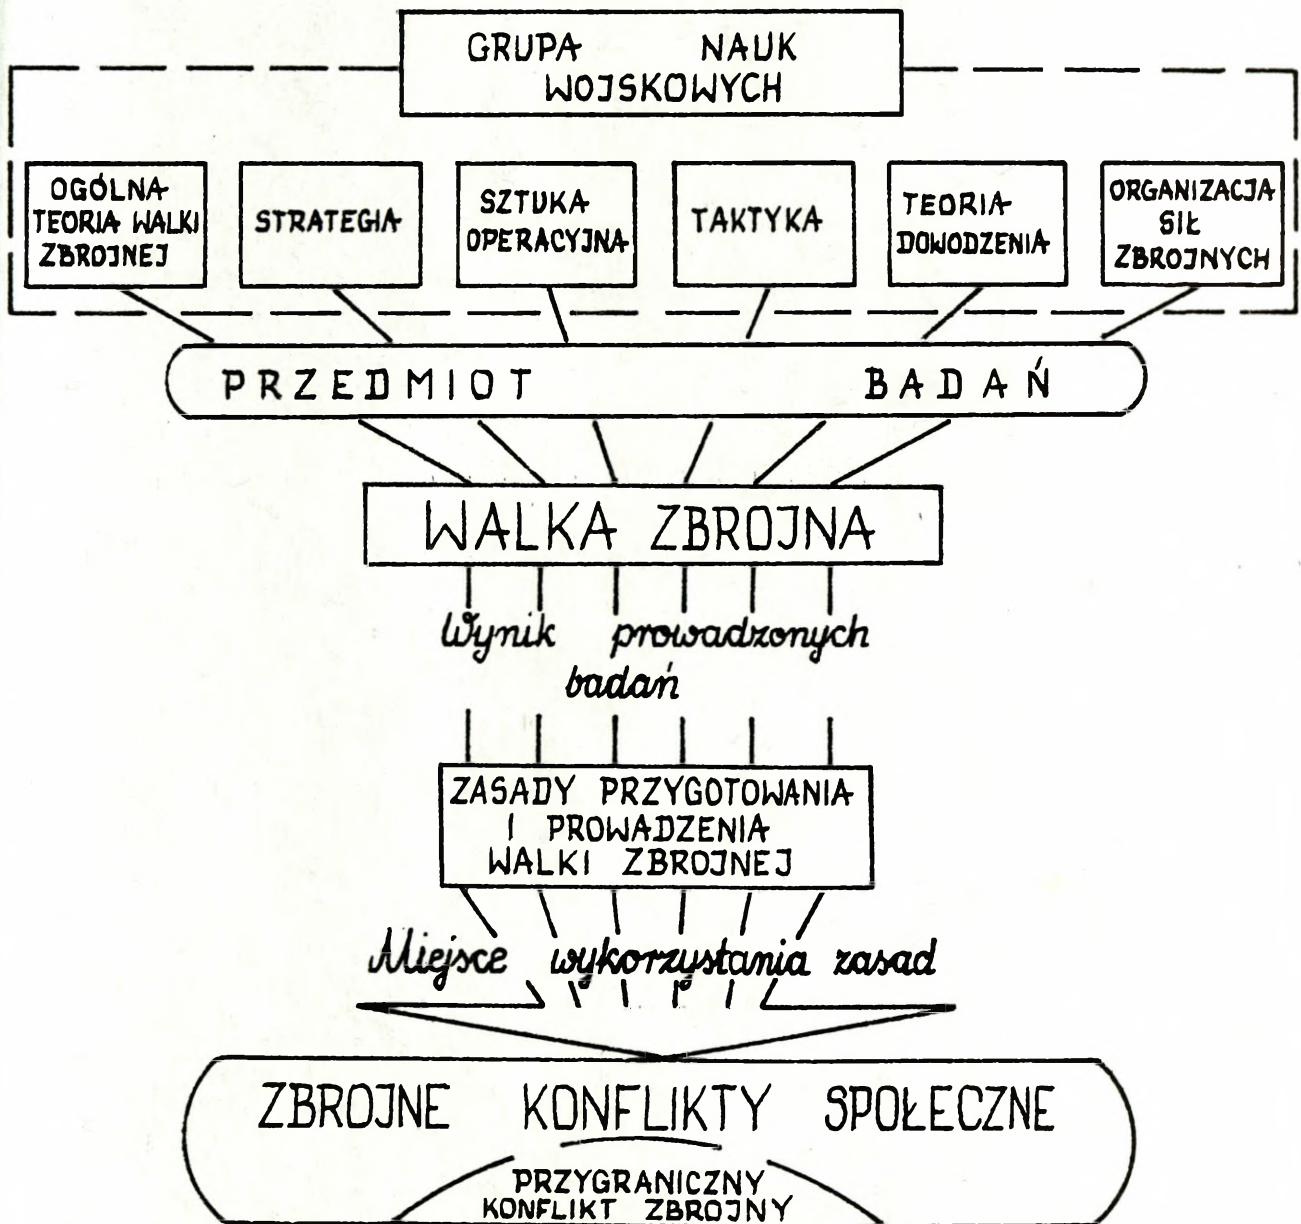 GRUPA NAUK
WOJSKOWYCH
OGÓLNA
TEORIA WALKI
ZBROJNEJ
STRATEGIA
SZTUKA
OPERACYJNA
TAKTYKA
TEORIA
DOWODZENIA
ORGANIZACJA
SIŁ
ZBROJNYCH
PRZEDMIOT BADAŃ
WALKA ZBROJNA
Wynik prowadzonych
badań
ZASADY PRZYGOTOWANIA
I PROWADZENIA
WALKI ZBROJNEJ
Miejsce wykorzystania zasad
ZBROJNE KONFLIKTY SPOŁECZNE
PRZYGRANICZNY
KONFLIKT ZBROJNY